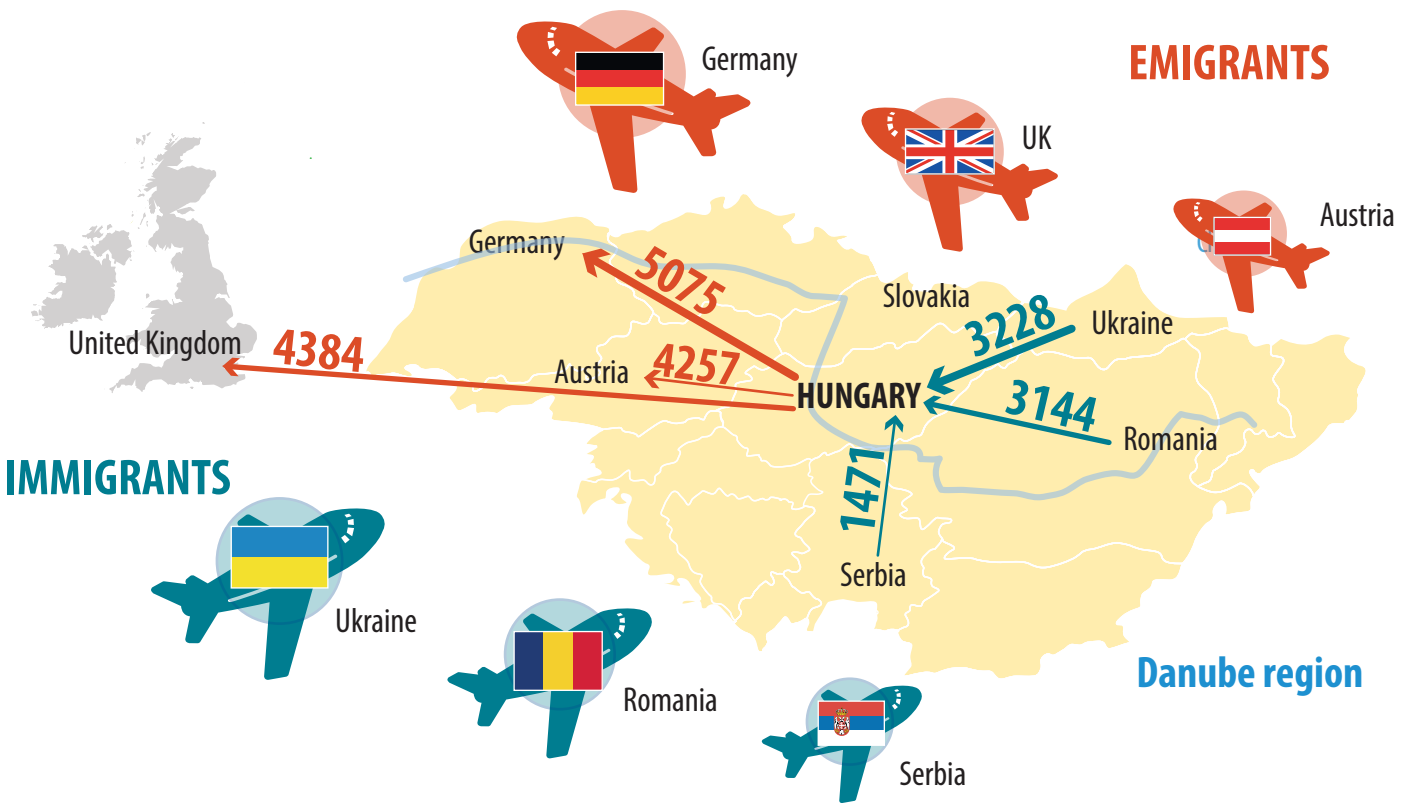 Germany
EMIGRANTS
UK
Austria
Germany
5075
Slovakia
3228
Ukraine
United Kingdom
4384
Austria
4257
HUNGARY
3144
Romania
IMMIGRANTS
1471
Serbia
Ukraine
Romania
Danube region
Serbia